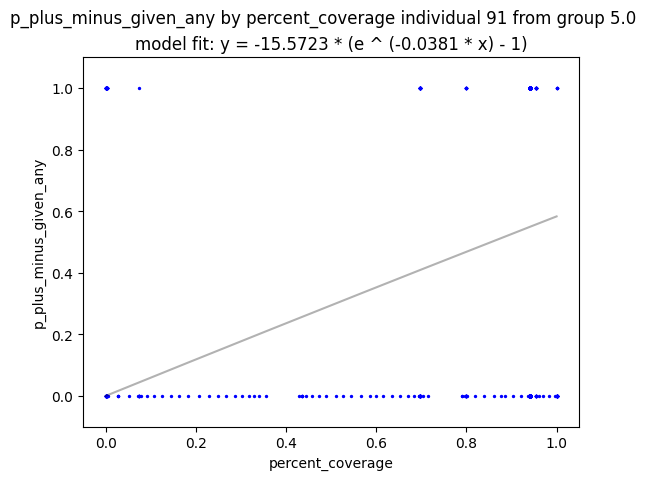 p_plus_minus_given_any by percent_coverage individual 91 from group 5.0
model fit: y = -15.5723 * (e ^ (-0.0381 * x) - 1)
p_plus_minus_given_any
1.0
0.8
0.6
0.4
0.2
0.0
0.0 0.2 0.4 0.6 0.8 1.0
percent_coverage